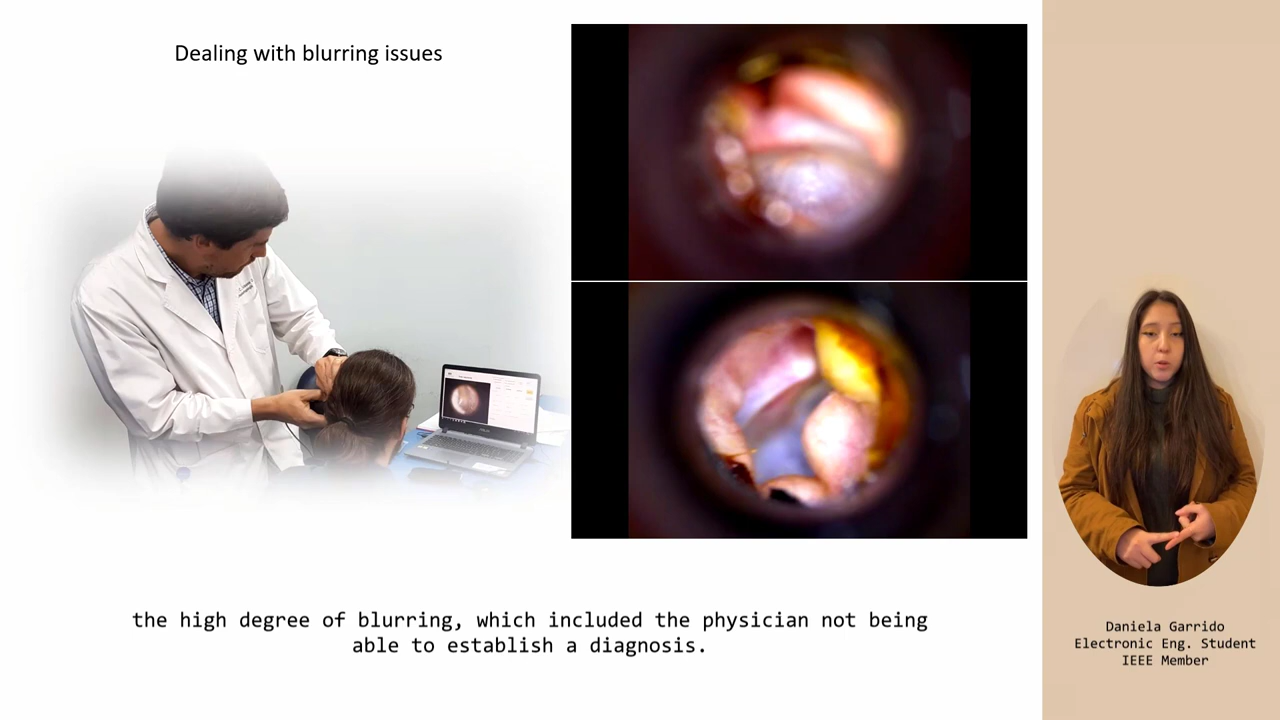 Dealing with blurring issues
the high degree of blurring, which included the physician not being
able to establish a diagnosis.
Daniela Garrido
Electronic Eng. Student
IEEE Member